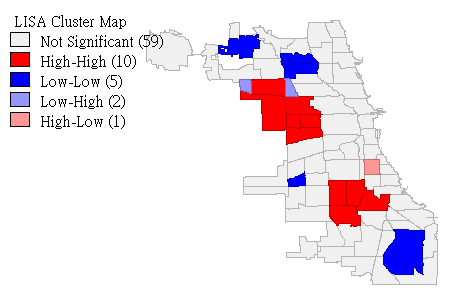 LISA Cluster Map
Not Significant (59)
High-High (10)
Low-Low (5)
Low-High (2)
High-Low (1)